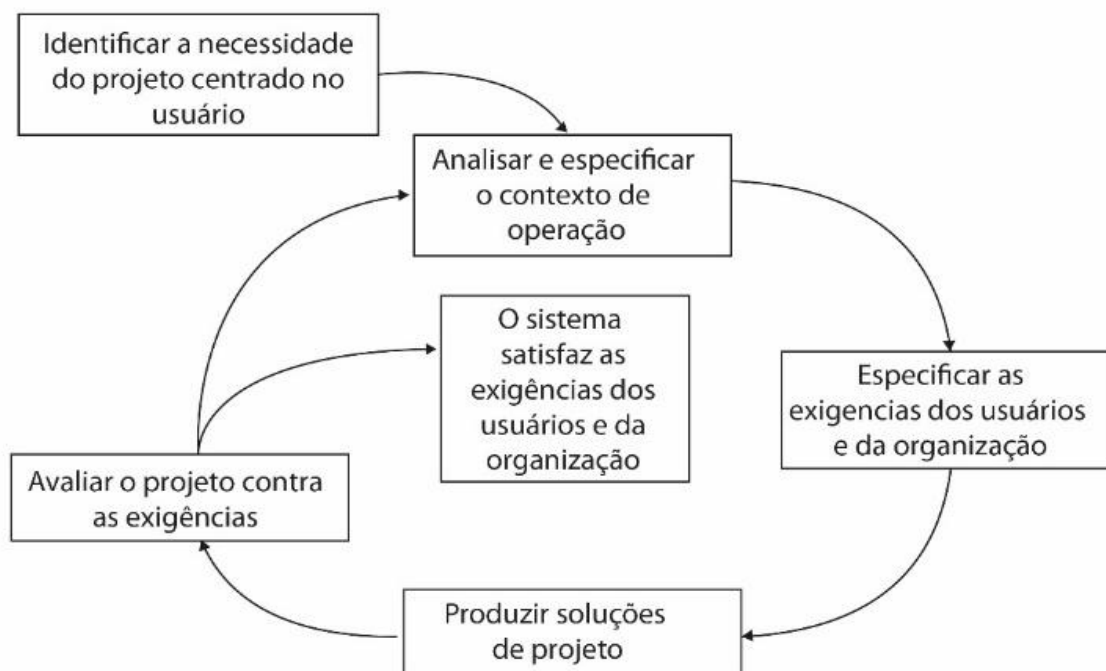 Identificar a necessidade
do projeto centrado no
usuário
Analisar e especificar
o contexto de
operação
O sistema
satisfaz as
exigências dos
usuários e da
organização
Especificar as
exigencias dos usuários
e da organização
Avaliar o projeto contra
as exigências
Produzir soluções
de projeto